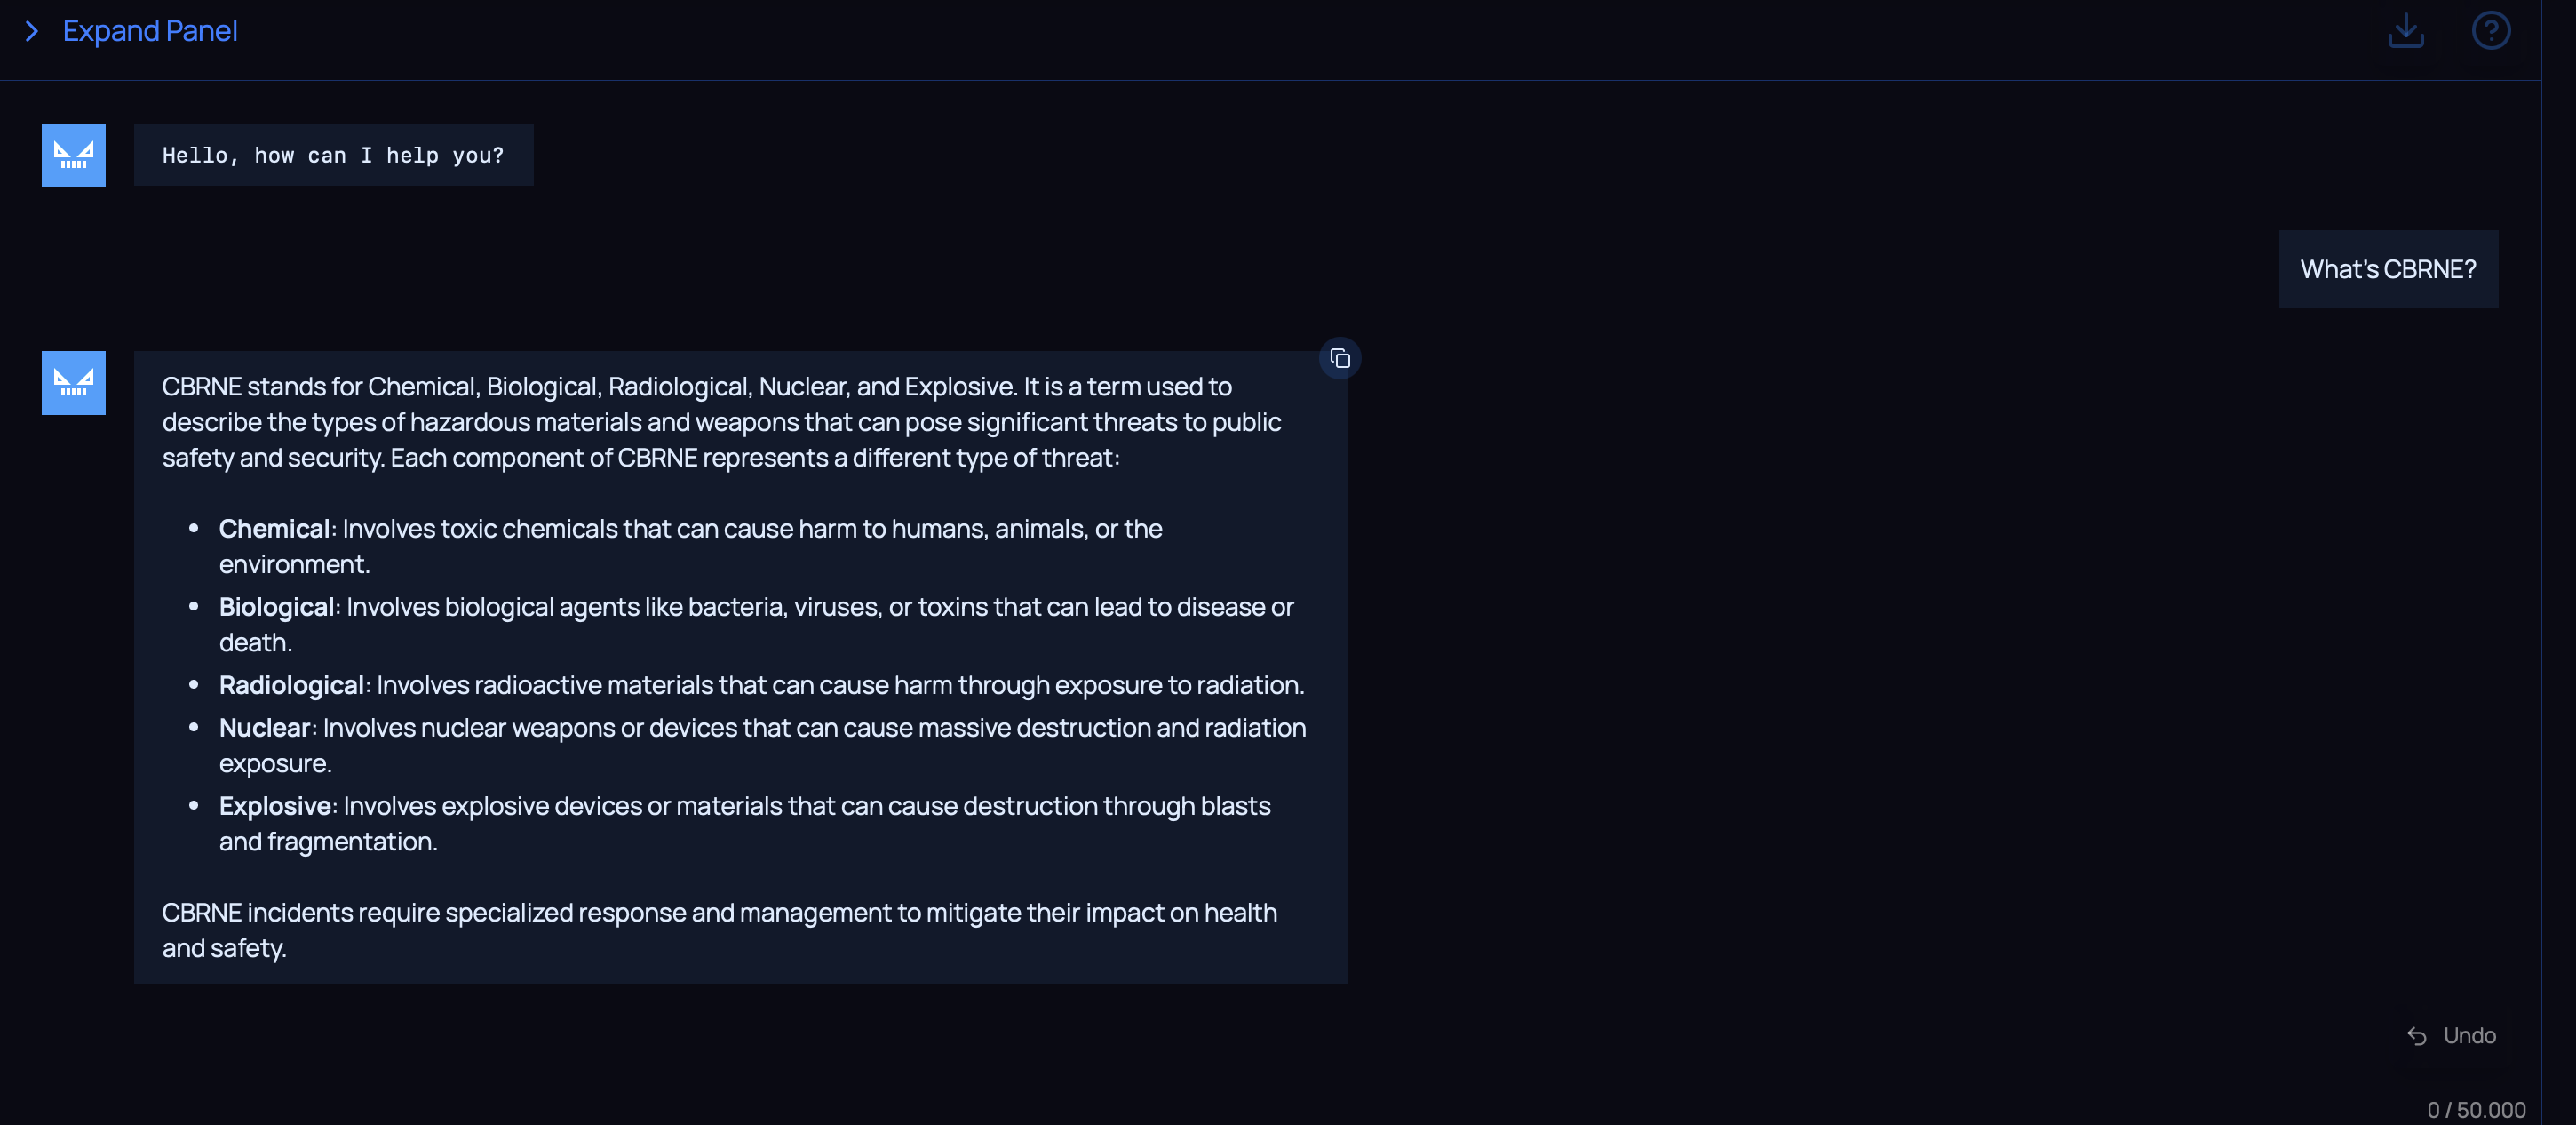 Expand Panel
Hello, how can I help you?
What's CBRNE?
CBRNE stands for Chemical, Biological, Radiological, Nuclear, and Explosive. It is a term used to
describe the types of hazardous materials and weapons that can pose significant threats to public
safety and security. Each component of CBRNE represents a different type of threat:
• Chemical: Involves toxic chemicals that can cause harm to humans, animals, or the
environment.
• Biological: Involves biological agents like bacteria, viruses, or toxins that can lead to disease or
death.
• Radiological: Involves radioactive materials that can cause harm through exposure to radiation.
• Nuclear: Involves nuclear weapons or devices that can cause massive destruction and radiation
exposure.
• Explosive: Involves explosive devices or materials that can cause destruction through blasts
and fragmentation.
CBRNE incidents require specialized response and management to mitigate their impact on health
and safety.
Undo
0 / 50.000